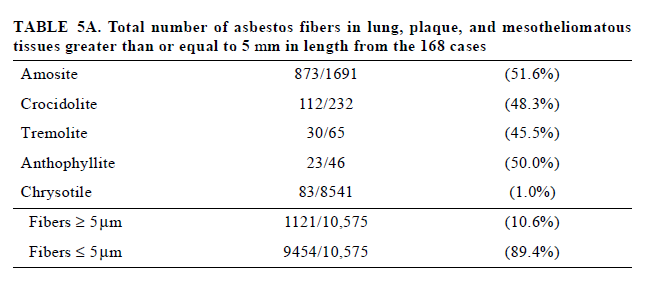 TABLE 5A. Total number of asbestos fibers in lung, plaque, and mesotheliomatous
tissues greater than or equal to 5 mm in length from the 168 cases
Amosite 873/1691 (51.6%)
Crocidolite 112/232 (48.3%)
Tremolite 30/65 (45.5%)
Anthophyllite 23/46 (50.0%)
Chrysotile 83/8541 (1.0%)
Fibers ≥ 5μm 1121/10,575 (10.6%)
Fibers ≤ 5μm 9454/10,575 (89.4%)